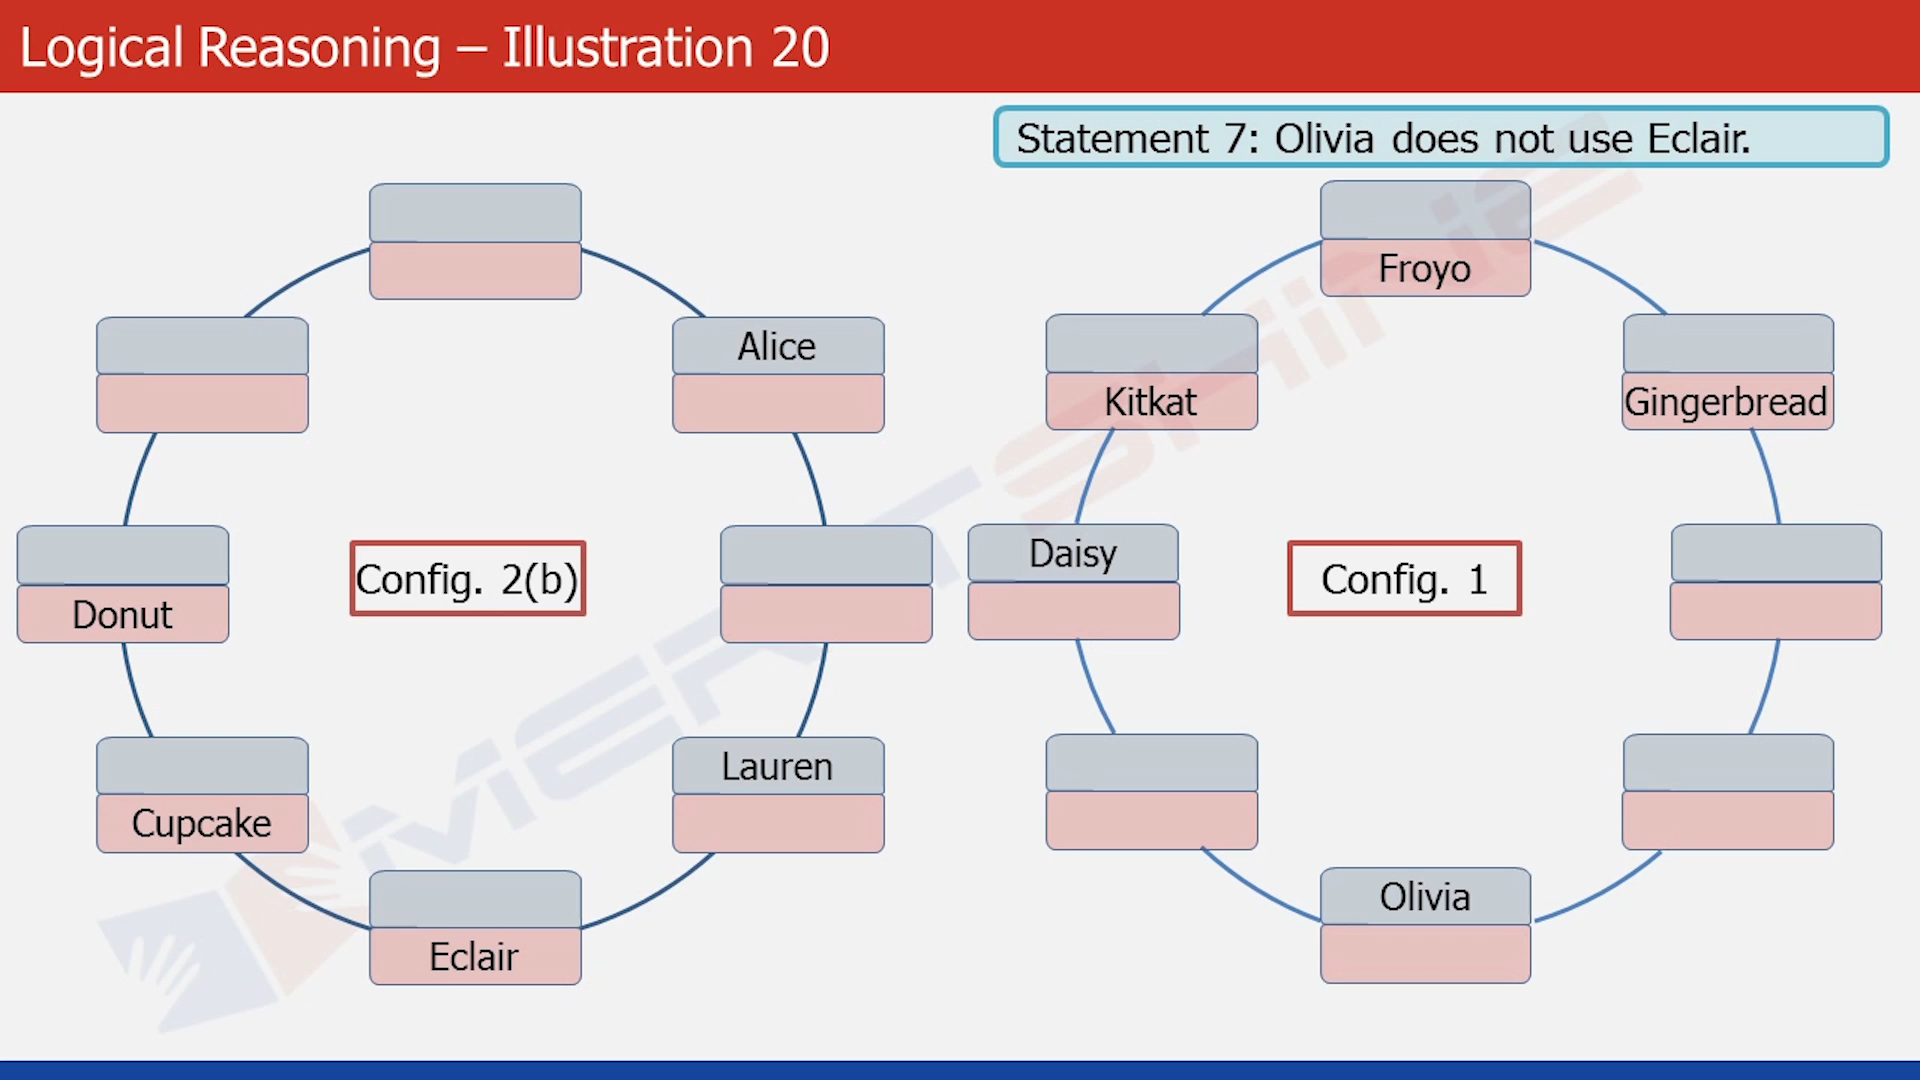 Logical Reasoning – Illustration 20
Statement 7: Olivia does not use Eclair.
Alice
Donut
Config. 2(b)
Lauren
Cupcake
Eclair
Froyo
Kitkat
Gingerbread
Daisy
Config. 1
Olivia